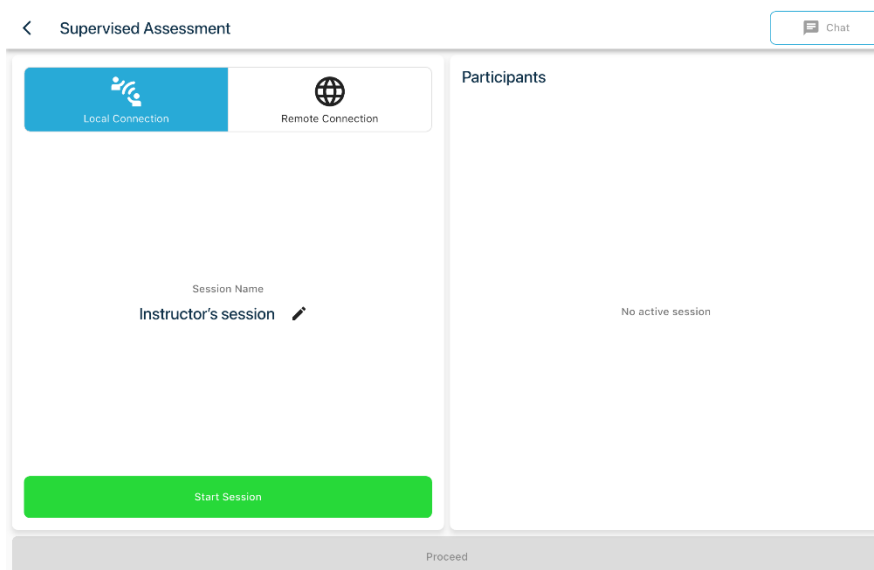 Supervised Assessment
Chat
Local Connection
Remote Connection
Participants
Session Name
Instructor's session
No active session
Start Session
Proceed